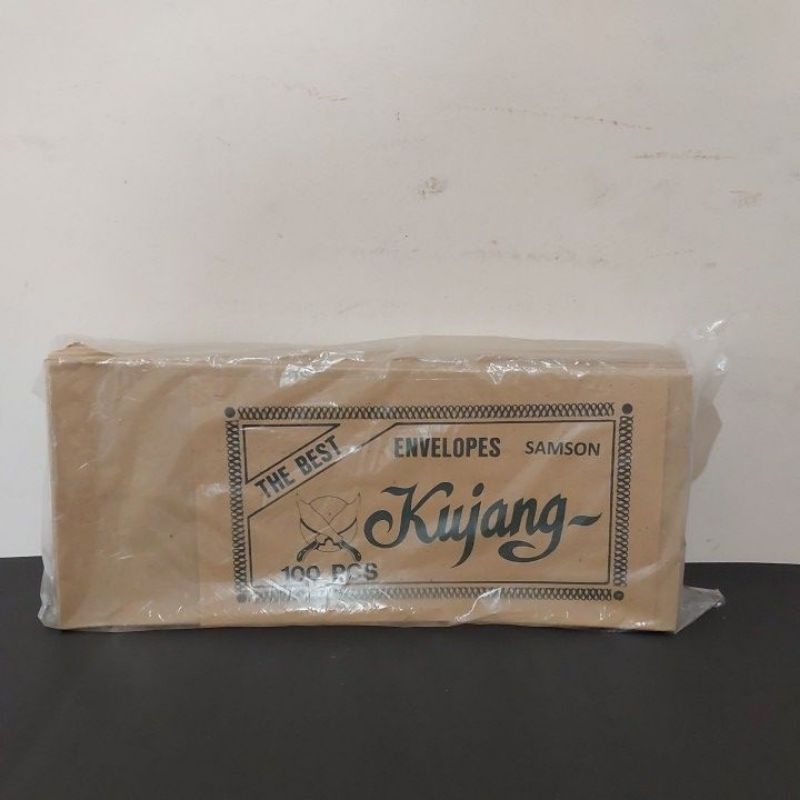 THE BEST
ENVELOPES SAMSON
Kujang-
100 PCS